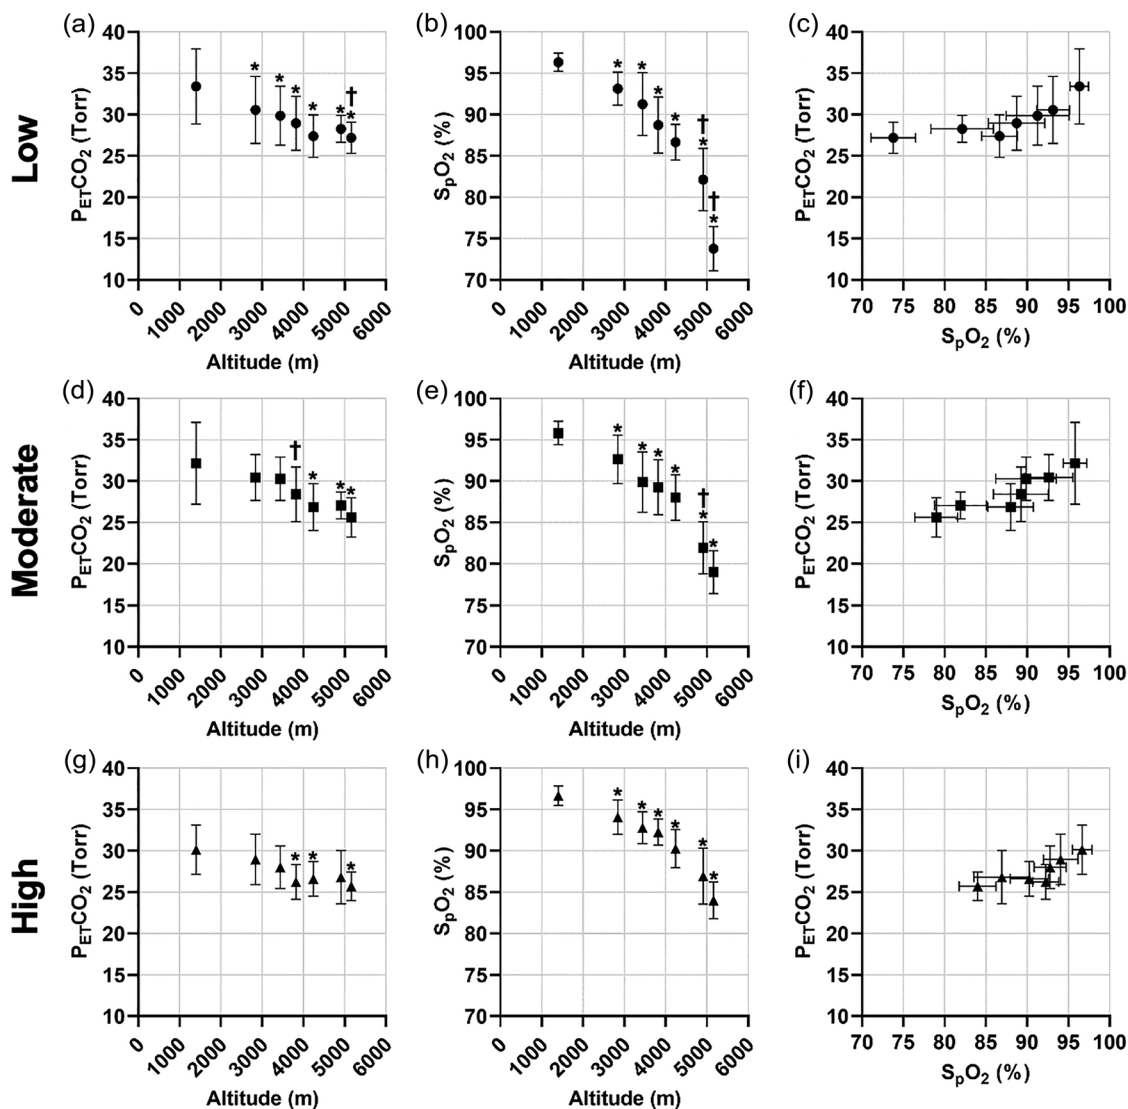 Low
(a)
P_ETCO₂ (Torr)
40
35
30
25
20
15
10
* * * * * † *
0 1000 2000 3000 4000 5000 6000
Altitude (m)
(b)
SₚO₂ (%)
100
95
90
85
80
75
70
* * * * † * † *
0 1000 2000 3000 4000 5000 6000
Altitude (m)
(c)
P_ETCO₂ (Torr)
40
35
30
25
20
15
10
70 75 80 85 90 95 100
SₚO₂ (%)
Moderate
(d)
P_ETCO₂ (Torr)
40
35
30
25
20
15
10
† * * *
0 1000 2000 3000 4000 5000 6000
Altitude (m)
(e)
SₚO₂ (%)
100
95
90
85
80
75
70
* * * * † * *
0 1000 2000 3000 4000 5000 6000
Altitude (m)
(f)
P_ETCO₂ (Torr)
40
35
30
25
20
15
10
70 75 80 85 90 95 100
SₚO₂ (%)
High
(g)
P_ETCO₂ (Torr)
40
35
30
25
20
15
10
* * *
0 1000 2000 3000 4000 5000 6000
Altitude (m)
(h)
SₚO₂ (%)
100
95
90
85
80
75
70
* * * * * *
0 1000 2000 3000 4000 5000 6000
Altitude (m)
(i)
P_ETCO₂ (Torr)
40
35
30
25
20
15
10
70 75 80 85 90 95 100
SₚO₂ (%)